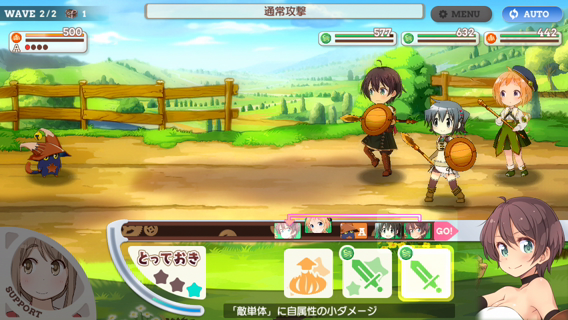 WAVE 2/2 1
通常攻撃
MENU
AUTO
500
A
577
632
442
A
GO!
とっておき
SUPPORT
「敵単体」に自属性の小ダメージ